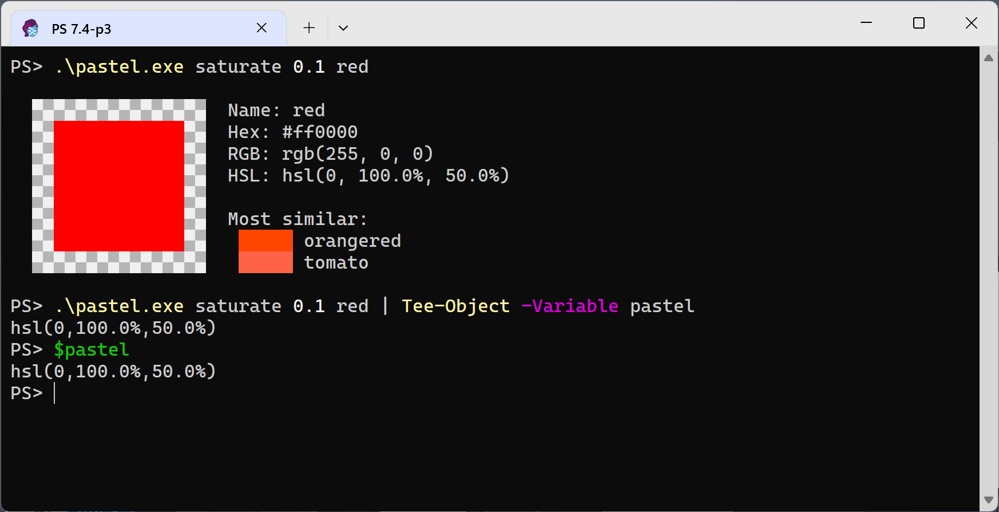 PS 7.4-p3
PS> .\pastel.exe saturate 0.1 red
Name: red
Hex: #ff0000
RGB: rgb(255, 0, 0)
HSL: hsl(0, 100.0%, 50.0%)
Most similar:
orangered
tomato
PS> .\pastel.exe saturate 0.1 red | Tee-Object -Variable pastel
hsl(0,100.0%,50.0%)
PS> $pastel
hsl(0,100.0%,50.0%)
PS>